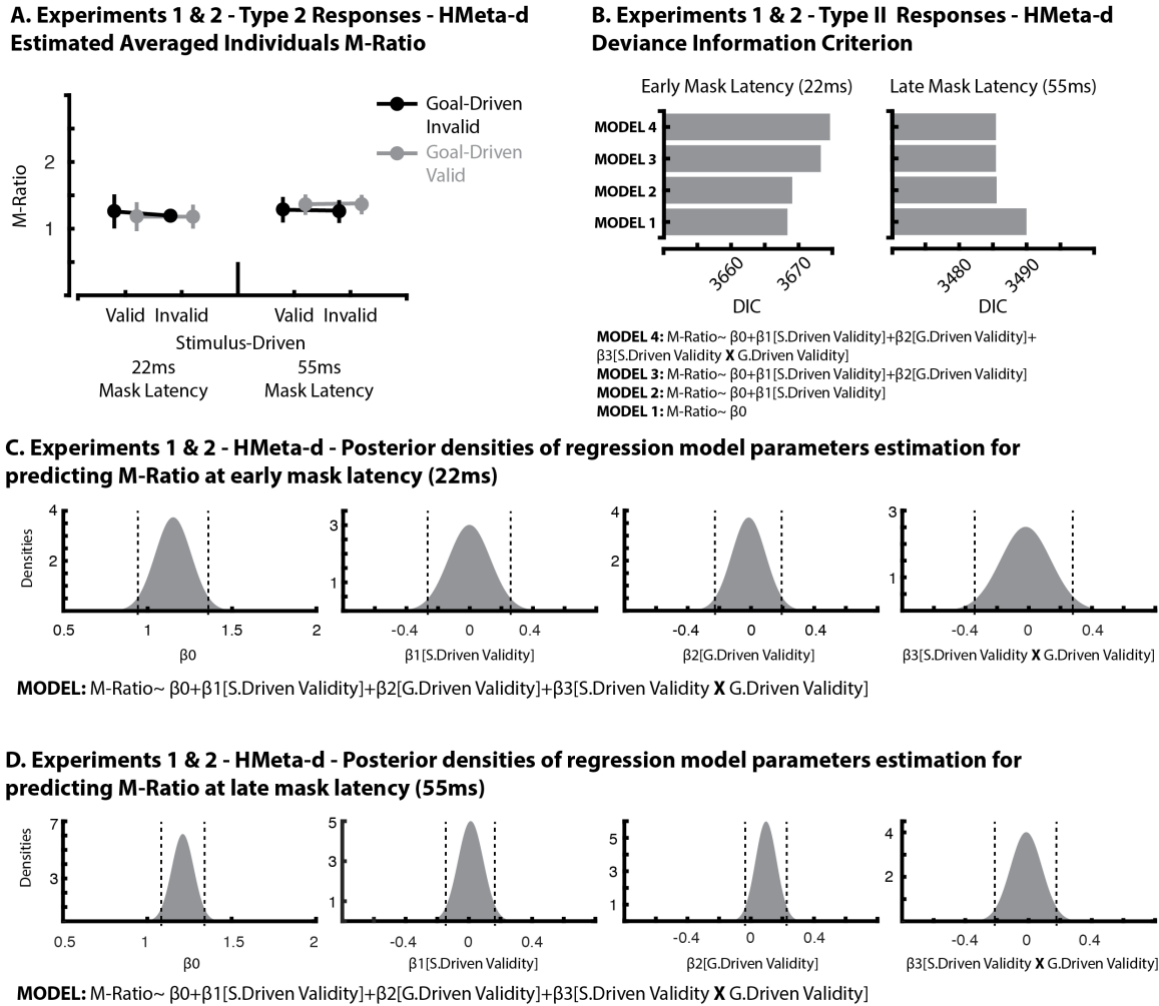 A. Experiments 1 & 2 - Type 2 Responses - HMeta-d
Estimated Averaged Individuals M-Ratio
Goal-Driven
Invalid
Goal-Driven
Valid
M-Ratio
2
1
Valid Invalid Valid Invalid
Stimulus-Driven
22ms 55ms
Mask Latency Mask Latency
B. Experiments 1 & 2 - Type II Responses - HMeta-d
Deviance Information Criterion
Early Mask Latency (22ms) Late Mask Latency (55ms)
MODEL 4
MODEL 3
MODEL 2
MODEL 1
3660 3670 3480 3490
DIC DIC
MODEL 4: M-Ratio~ β0+β1[S.Driven Validity]+β2[G.Driven Validity]+
β3[S.Driven Validity X G.Driven Validity]
MODEL 3: M-Ratio~ β0+β1[S.Driven Validity]+β2[G.Driven Validity]
MODEL 2: M-Ratio~ β0+β1[S.Driven Validity]
MODEL 1: M-Ratio~ β0
C. Experiments 1 & 2 - HMeta-d - Posterior densities of regression model parameters estimation for
predicting M-Ratio at early mask latency (22ms)
Densities
4
2
0.5 1 1.5 2
β0
3
1
-0.4 0 0.4
β1[S.Driven Validity]
4
2
-0.4 0 0.4
β2[G.Driven Validity]
3
1
-0.4 0 0.4
β3[S.Driven Validity X G.Driven Validity]
MODEL: M-Ratio~ β0+β1[S.Driven Validity]+β2[G.Driven Validity]+β3[S.Driven Validity X G.Driven Validity]
D. Experiments 1 & 2 - HMeta-d - Posterior densities of regression model parameters estimation for
predicting M-Ratio at late mask latency (55ms)
Densities
7
3
0.5 1 1.5 2
β0
5
3
1
-0.4 0 0.4
β1[S.Driven Validity]
5
3
1
-0.4 0 0.4
β2[G.Driven Validity]
4
2
-0.4 0 0.4
β3[S.Driven Validity X G.Driven Validity]
MODEL: M-Ratio~ β0+β1[S.Driven Validity]+β2[G.Driven Validity]+β3[S.Driven Validity X G.Driven Validity]